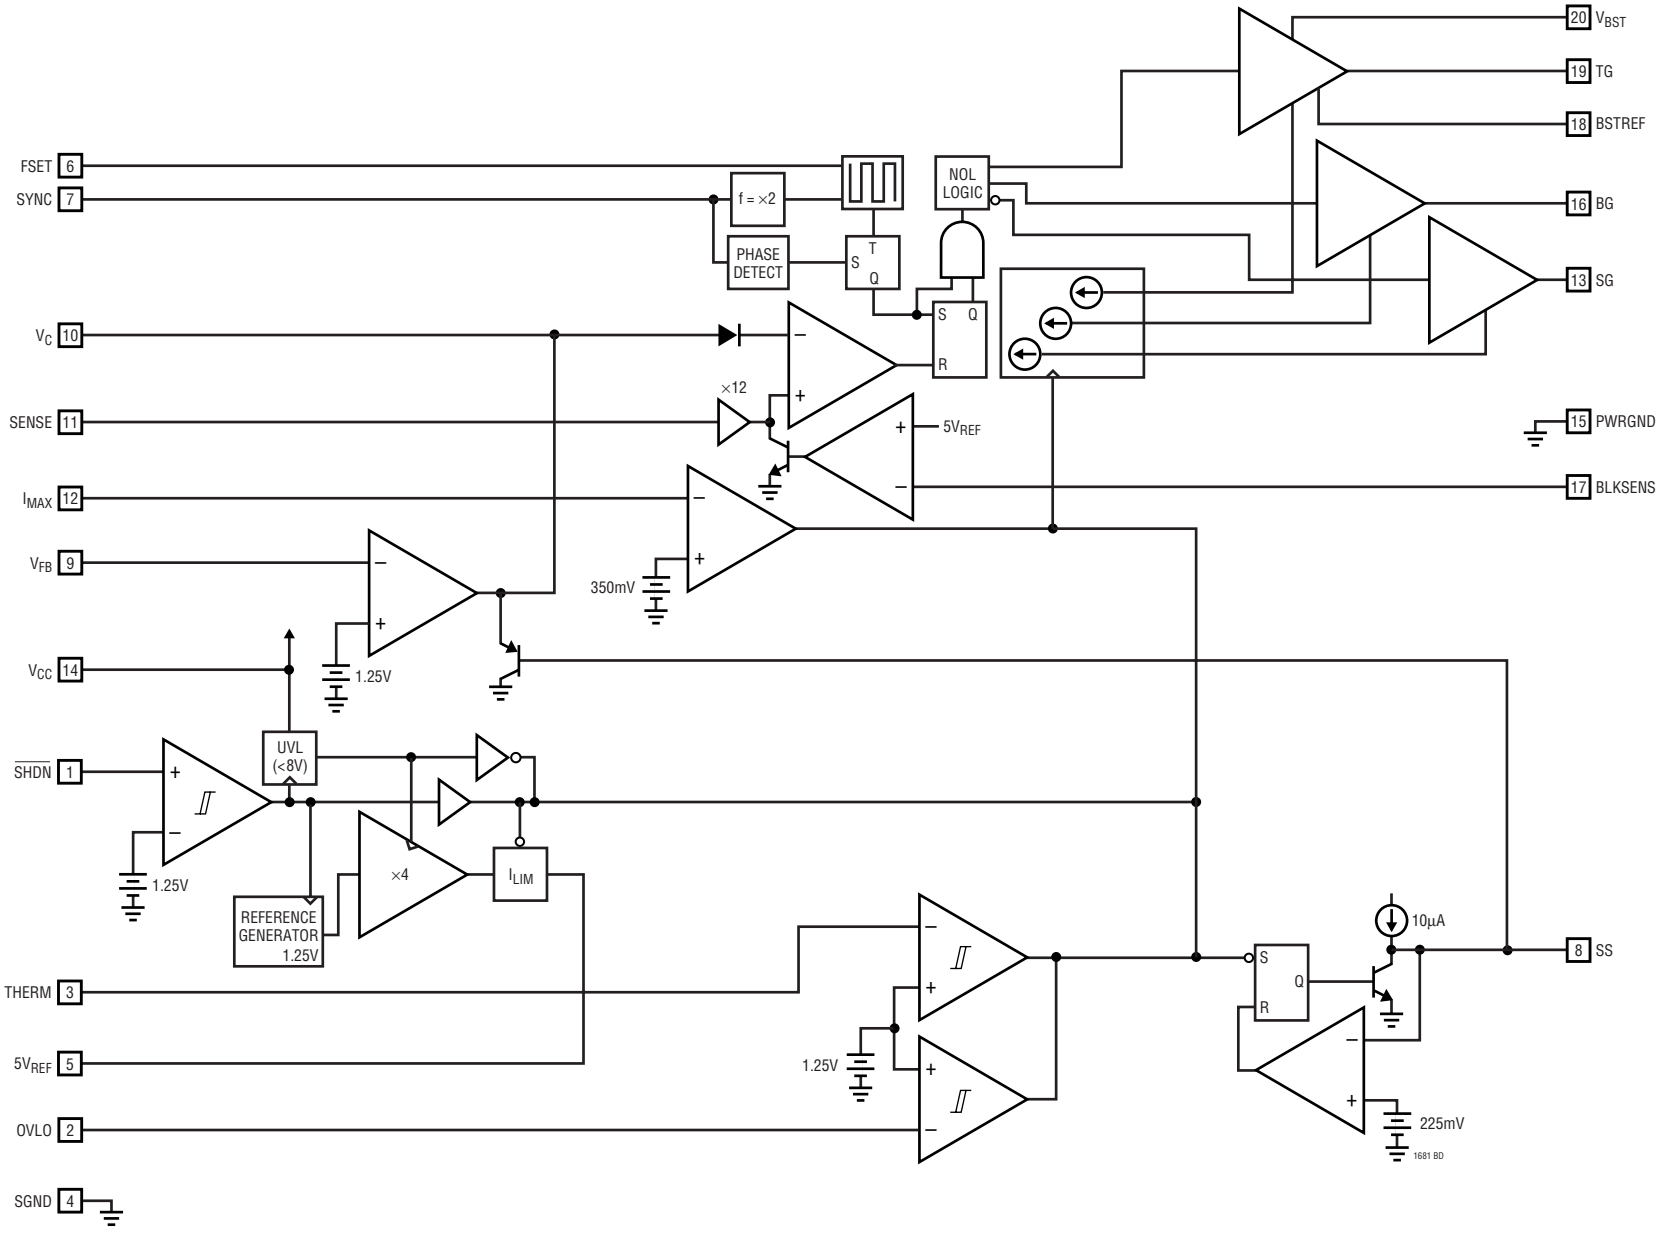 20 VBST
19 TG
18 BSTREF
FSET 6
SYNC 7
f = ×2
NOL
LOGIC
16 BG
PHASE
DETECT
T
S
Q
13 SG
VC 10
−
S Q
R
×12
+
SENSE 11
+ 5VREF
15 PWRGND
−
17 BLKSENS
IMAX 12
−
+
350mV
VFB 9
−
+
1.25V
VCC 14
UVL
(<8V)
SHDN 1
+
−
1.25V
×4
ILIM
REFERENCE
GENERATOR
1.25V
10µA
−
+
S
Q
R
8 SS
THERM 3
5VREF 5
1.25V
+
−
−
+
225mV
1681 BD
OVLO 2
SGND 4